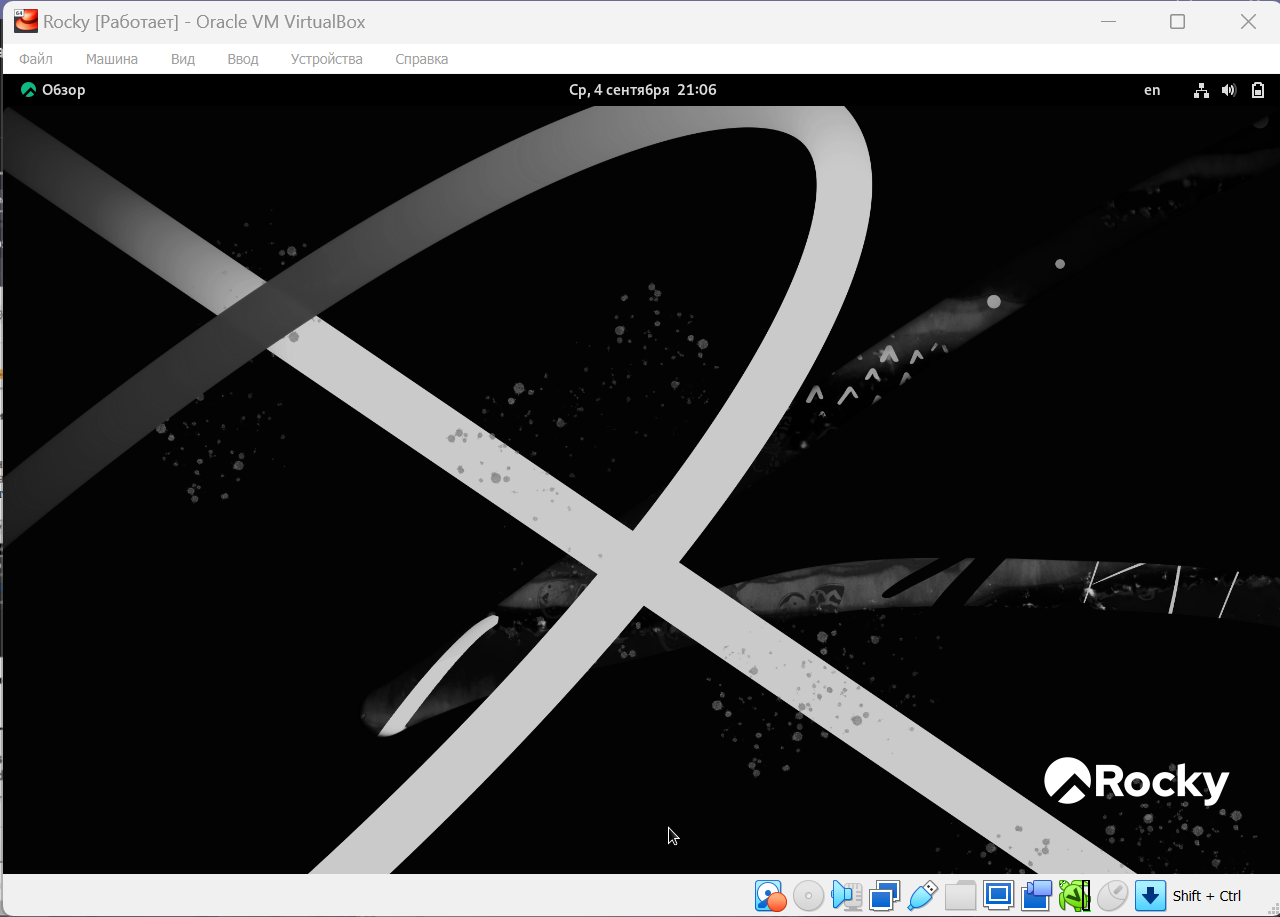 Rocky [Работает] - Oracle VM VirtualBox
Файл Машина Вид Ввод Устройства Справка
Обзор Ср, 4 сентября 21:06 en
Rocky
Shift + Ctrl